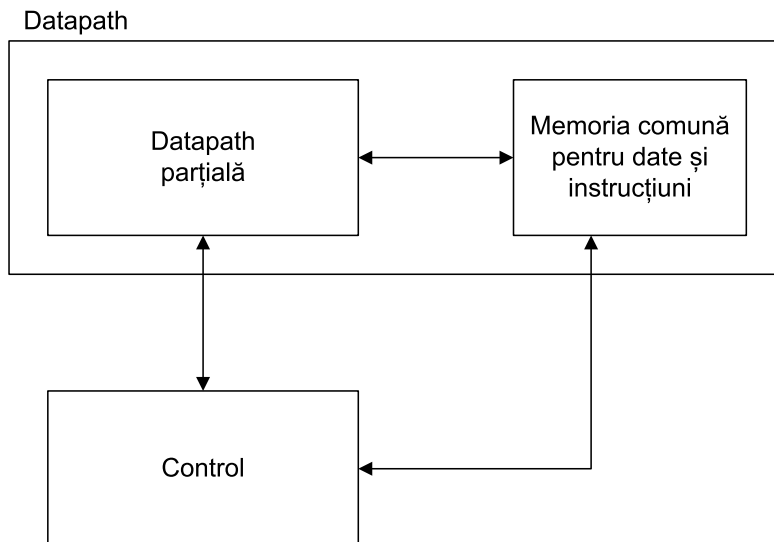 Datapath
Datapath
parțială
Memoria comună
pentru date și
instrucțiuni
Control